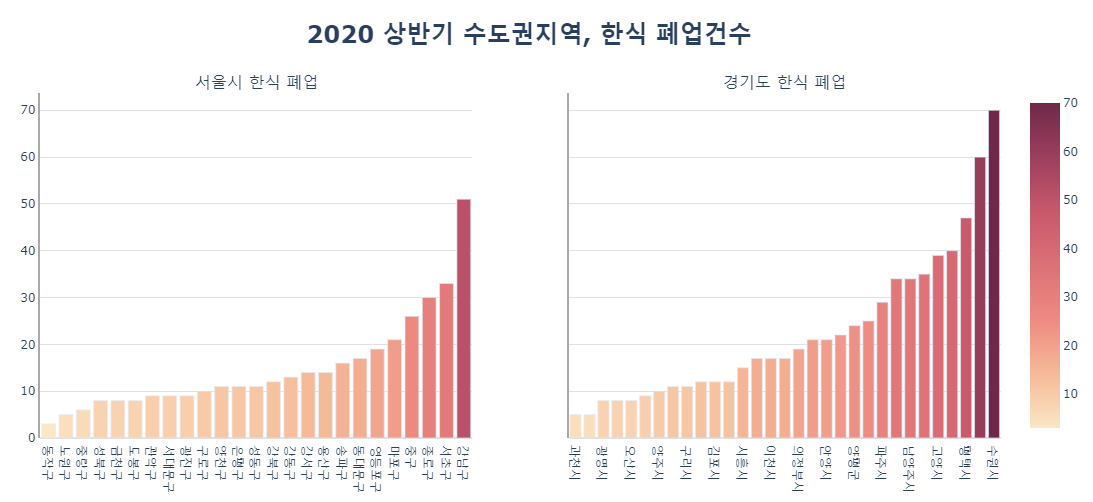 2020 상반기 수도권지역, 한식 폐업건수
서울시 한식 폐업
경기도 한식 폐업
70
60
50
40
30
20
10
0
동작구
노원구
중랑구
성북구
금천구
도봉구
관악구
서대문구
광진구
구로구
양천구
은평구
성동구
강북구
강동구
강서구
용산구
송파구
동대문구
영등포구
마포구
중구
종로구
서초구
강남구
과천시
광명시
오산시
양주시
구리시
김포시
시흥시
이천시
의정부시
안양시
양평군
파주시
남양주시
고양시
평택시
수원시
70
60
50
40
30
20
10